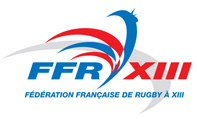 FFR XIII
FÉDÉRATION FRANÇAISE DE RUGBY À XIII